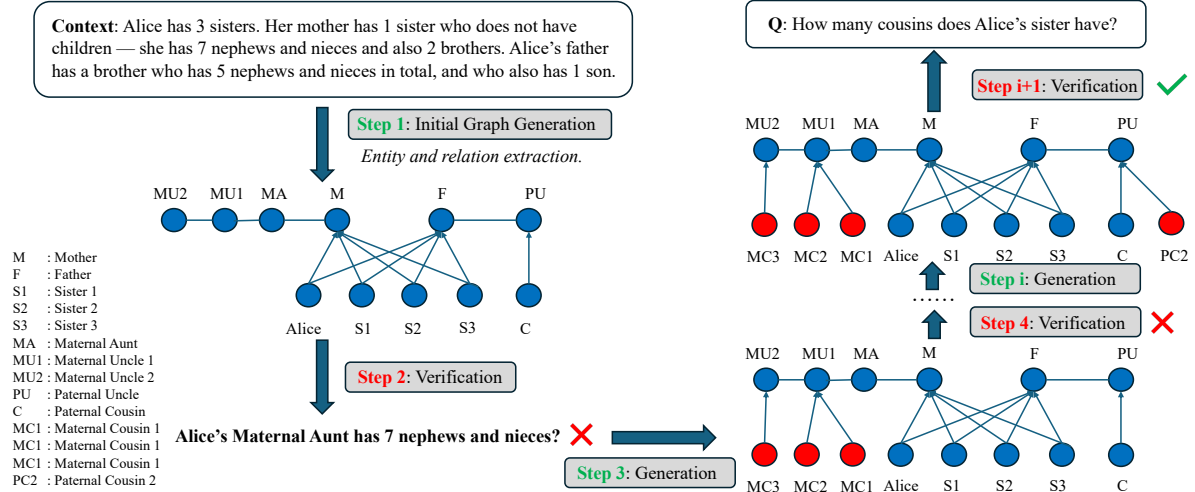 Context: Alice has 3 sisters. Her mother has 1 sister who does not have
children — she has 7 nephews and nieces and also 2 brothers. Alice's father
has a brother who has 5 nephews and nieces in total, and who also has 1 son.
Step 1: Initial Graph Generation
Entity and relation extraction.
MU2 MU1 MA M F PU
Alice S1 S2 S3 C
M : Mother
F : Father
S1 : Sister 1
S2 : Sister 2
S3 : Sister 3
MA : Maternal Aunt
MU1 : Maternal Uncle 1
MU2 : Maternal Uncle 2
PU : Paternal Uncle
C : Paternal Cousin
MC1 : Maternal Cousin 1
MC1 : Maternal Cousin 1
MC1 : Maternal Cousin 1
PC2 : Paternal Cousin 2
Step 2: Verification
Alice's Maternal Aunt has 7 nephews and nieces?
Step 3: Generation
MU2 MU1 MA M F PU
MC3 MC2 MC1 Alice S1 S2 S3 C
Step 4: Verification
......
Step i: Generation
MU2 MU1 MA M F PU
MC3 MC2 MC1 Alice S1 S2 S3 C PC2
Step i+1: Verification
Q: How many cousins does Alice's sister have?